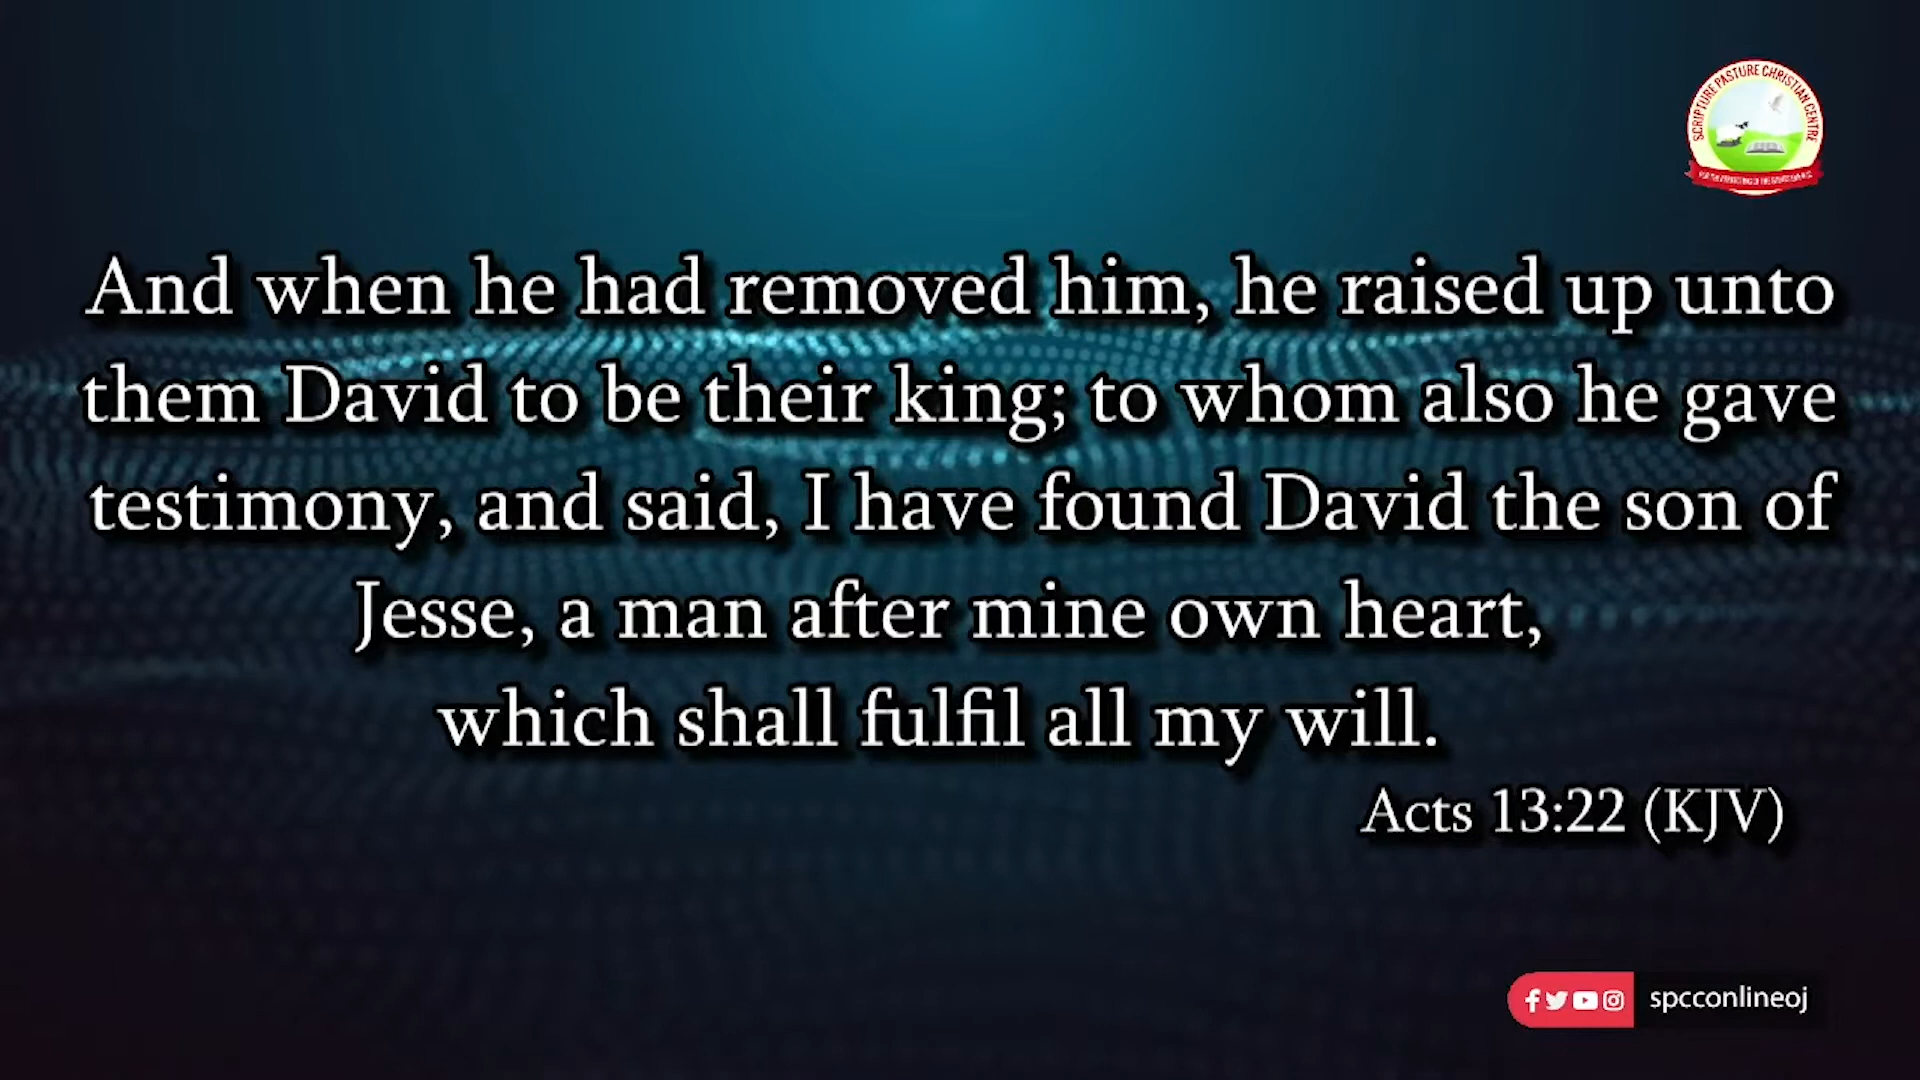 SCRIPTURE PASTURE CHRISTIAN CENTRE
And when he had removed him, he raised up unto
them David to be their king; to whom also he gave
testimony, and said, I have found David the son of
Jesse, a man after mine own heart,
which shall fulfil all my will.
Acts 13:22 (KJV)
spcconlineoj